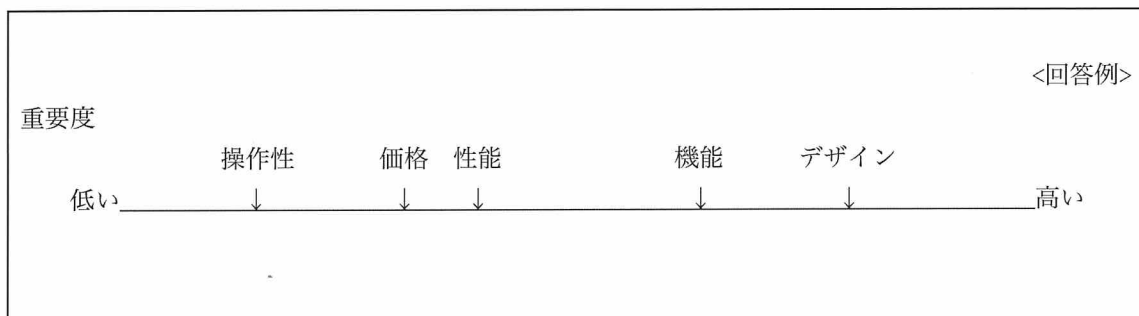 <回答例>
重要度
操作性 価格 性能 機能 デザイン
低い ↓ ↓ ↓ ↓ ↓ 高い